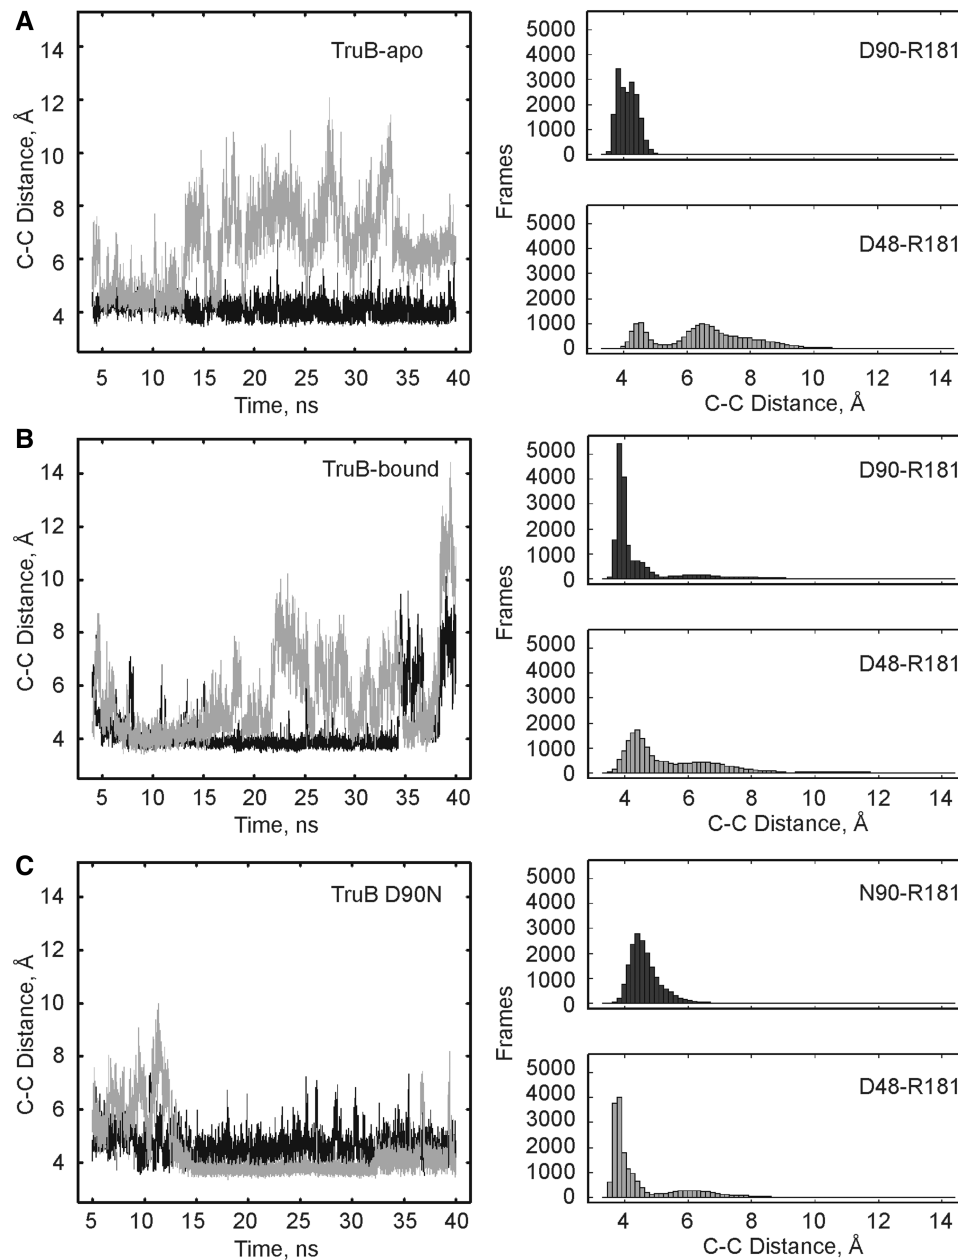 A
TruB-apo
C-C Distance, Å
14
12
10
8
6
4
5 10 15 20 25 30 35 40
Time, ns
Frames
D90-R181
5000
4000
3000
2000
1000
0
D48-R181
5000
4000
3000
2000
1000
0
4 6 8 10 12 14
C-C Distance, Å
B
TruB-bound
C-C Distance, Å
14
12
10
8
6
4
5 10 15 20 25 30 35 40
Time, ns
Frames
D90-R181
5000
4000
3000
2000
1000
0
D48-R181
5000
4000
3000
2000
1000
0
4 6 8 10 12 14
C-C Distance, Å
C
TruB D90N
C-C Distance, Å
14
12
10
8
6
4
5 10 15 20 25 30 35 40
Time, ns
Frames
N90-R181
5000
4000
3000
2000
1000
0
D48-R181
5000
4000
3000
2000
1000
0
4 6 8 10 12 14
C-C Distance, Å